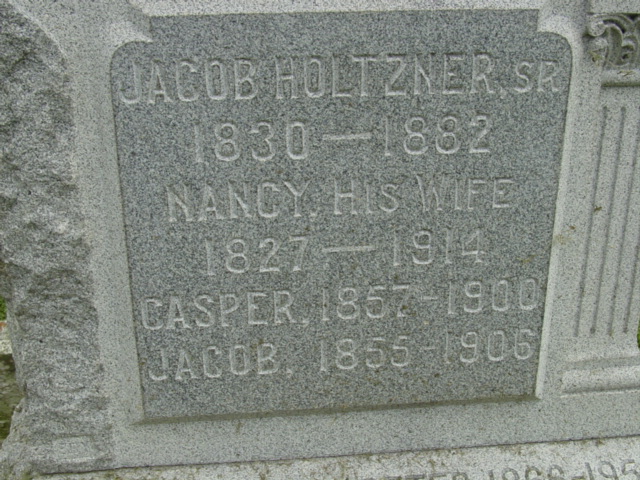 JACOB HOLTZNER, SR
1830 — 1882
NANCY, HIS WIFE
1827 — 1914
CASPER, 1857 - 1900
JACOB, 1855 - 1906